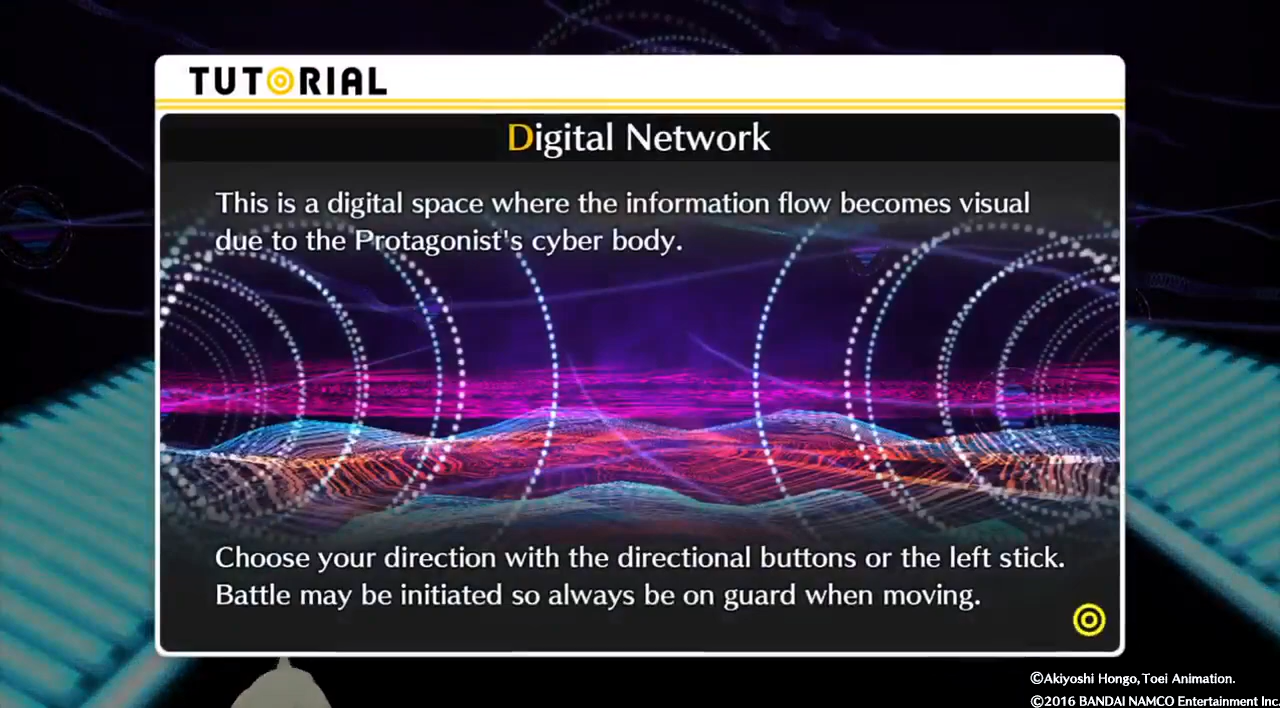 TUTORIAL
Digital Network
This is a digital space where the information flow becomes visual
due to the Protagonist's cyber body.
Choose your direction with the directional buttons or the left stick.
Battle may be initiated so always be on guard when moving.
©Akiyoshi Hongo, Toei Animation.
©2016 BANDAI NAMCO Entertainment Inc.